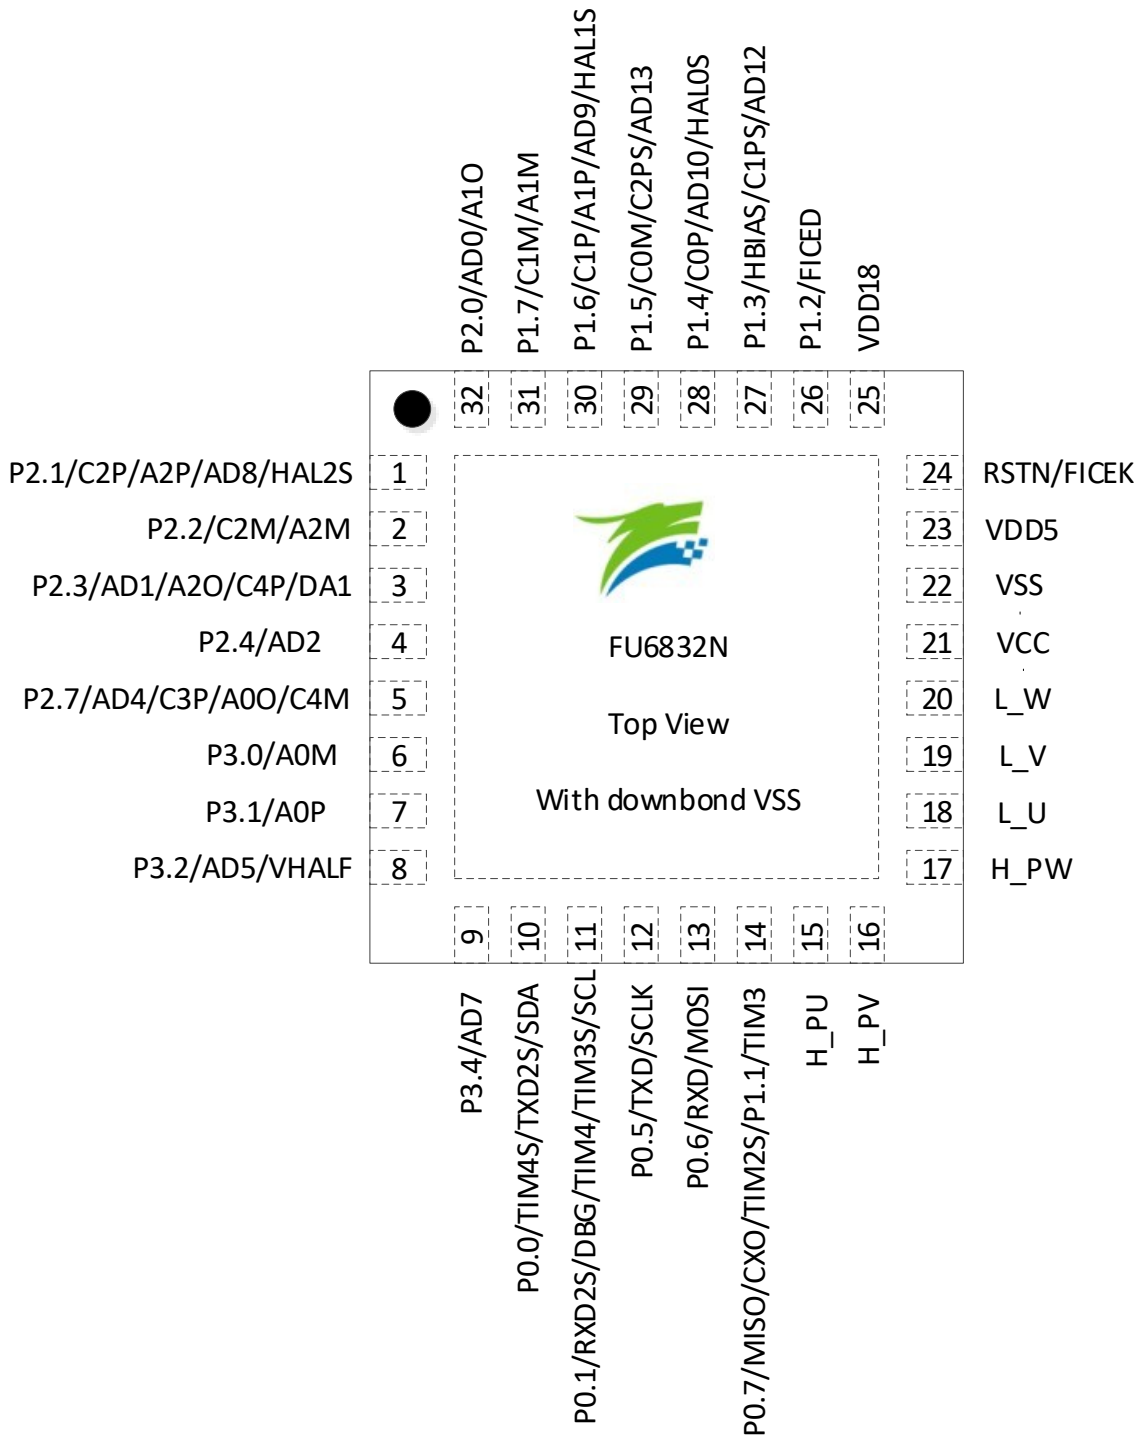 P2.0/AD0/A1O
P1.7/C1M/A1M
P1.6/C1P/A1P/AD9/HAL1S
P1.5/C0M/C2PS/AD13
P1.4/C0P/AD10/HAL0S
P1.3/HBIAS/C1PS/AD12
P1.2/FICED
VDD18
32
31
30
29
28
27
26
25
P2.1/C2P/A2P/AD8/HAL2S
1
P2.2/C2M/A2M
2
P2.3/AD1/A2O/C4P/DA1
3
P2.4/AD2
4
P2.7/AD4/C3P/A0O/C4M
5
P3.0/A0M
6
P3.1/A0P
7
P3.2/AD5/VHALF
8
FU6832N
Top View
With downbond VSS
24
RSTN/FICEK
23
VDD5
22
VSS
21
VCC
20
L_W
19
L_V
18
L_U
17
H_PW
9
10
11
12
13
14
15
16
P3.4/AD7
P0.0/TIM4S/TXD2S/SDA
P0.1/RXD2S/DBG/TIM4/TIM3S/SCL
P0.5/TXD/SCLK
P0.6/RXD/MOSI
P0.7/MISO/CXO/TIM2S/P1.1/TIM3
H_PU
H_PV